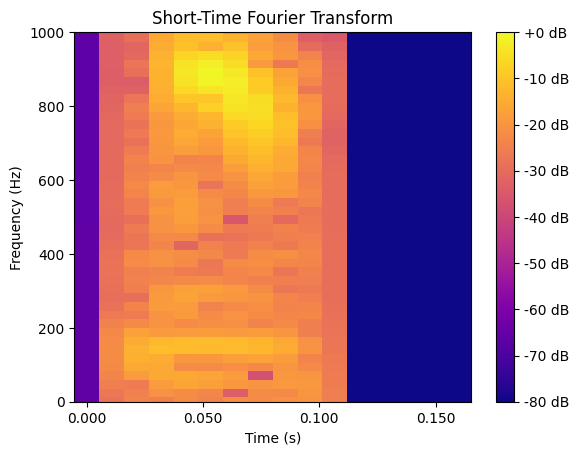 Short-Time Fourier Transform
1000
800
600
400
200
0
Frequency (Hz)
0.000
0.050
0.100
0.150
Time (s)
+0 dB
-10 dB
-20 dB
-30 dB
-40 dB
-50 dB
-60 dB
-70 dB
-80 dB